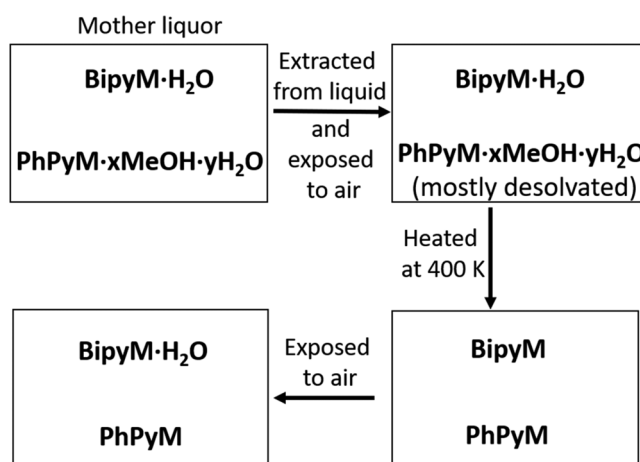 Mother liquor
BipyM·H₂O
PhPyM·xMeOH·yH₂O
Extracted
from liquid
and
exposed
to air
BipyM·H₂O
PhPyM·xMeOH·yH₂O
(mostly desolvated)
Heated
at 400 K
BipyM
PhPyM
Exposed
to air
BipyM·H₂O
PhPyM